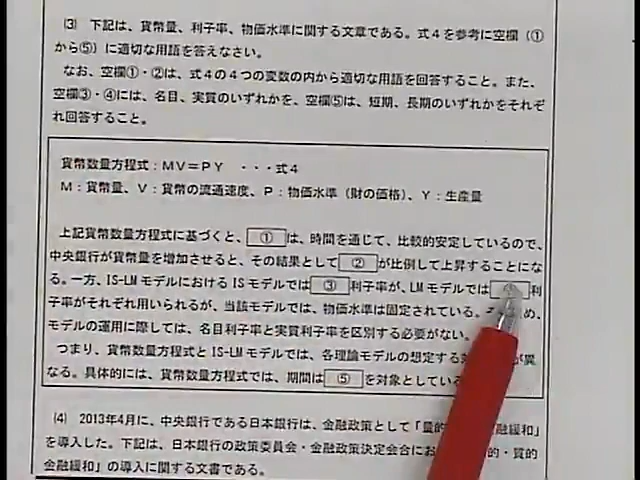 (3) 下記は、貨幣量、利子率、物価水準に関する文章である。式4を参考に空欄（①
から⑤）に適切な用語を答えなさい。
なお、空欄①・②は、式4の4つの変数の内から適切な用語を回答すること。また、
空欄③・④には、名目、実質のいずれかを、空欄⑤は、短期、長期のいずれかをそれぞ
れ回答すること。
貨幣数量方程式：MV＝PY ・・・式4
M：貨幣量、V：貨幣の流通速度、P：物価水準（財の価格）、Y：生産量
上記貨幣数量方程式に基づくと、①は、時間を通じて、比較的安定しているので、
中央銀行が貨幣量を増加させると、その結果として②が比例して上昇することにな
る。一方、IS-LMモデルにおけるISモデルでは③利子率が、LMモデルでは利
子率がそれぞれ用いられるが、当該モデルでは、物価水準は固定されている。め、
モデルの運用に際しては、名目利子率と実質利子率を区別する必要がない。
つまり、貨幣数量方程式とIS-LMモデルでは、各理論モデルの想定するが異
なる。具体的には、貨幣数量方程式では、期間は⑤を対象としている
(4) 2013年4月に、中央銀行である日本銀行は、金融政策として「量的金融緩和」
を導入した。下記は、日本銀行の政策委員会・金融政策決定会合にお的・質的
金融緩和」の導入に関する文書である。